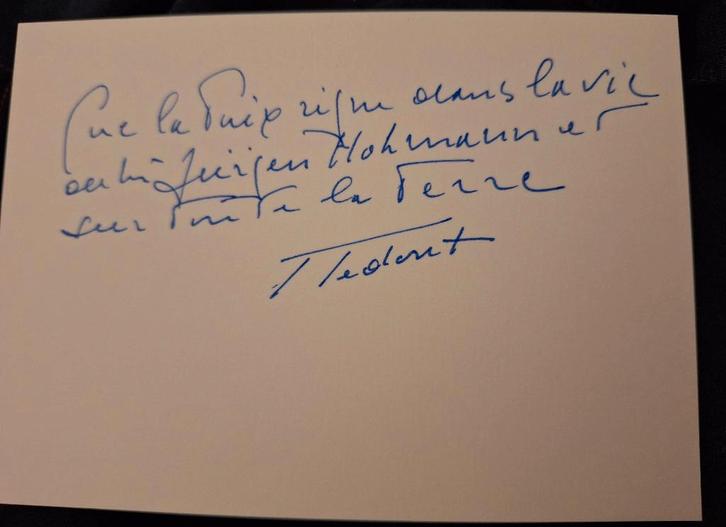 Que la Paix règne dans la vie
de Jürgen Hohmann et
sur Toute la Terre